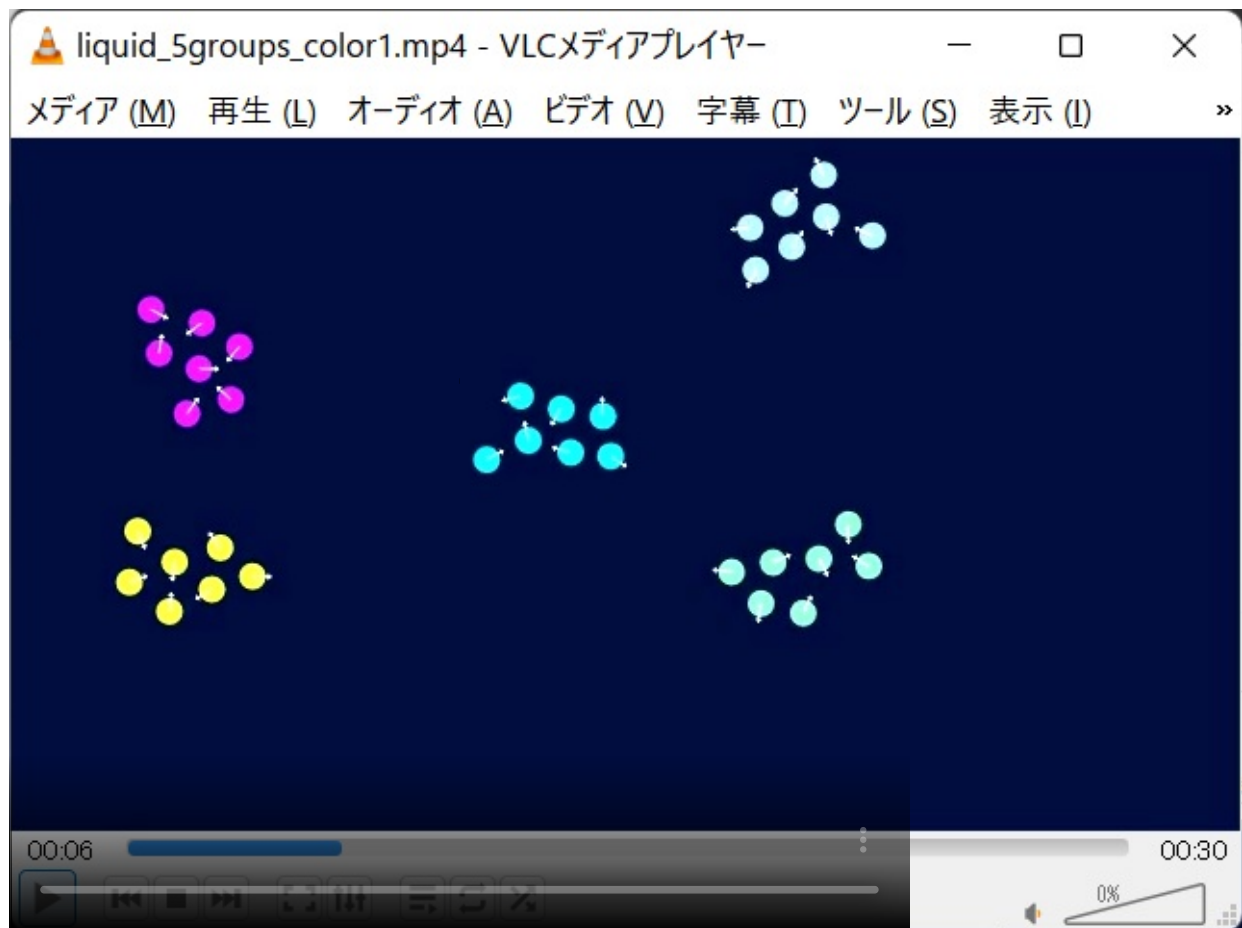 liquid_5groups_color1.mp4 - VLCメディアプレイヤー
メディア (M) 再生 (L) オーディオ (A) ビデオ (V) 字幕 (T) ツール (S) 表示 (I) »
00:06 00:30
0%